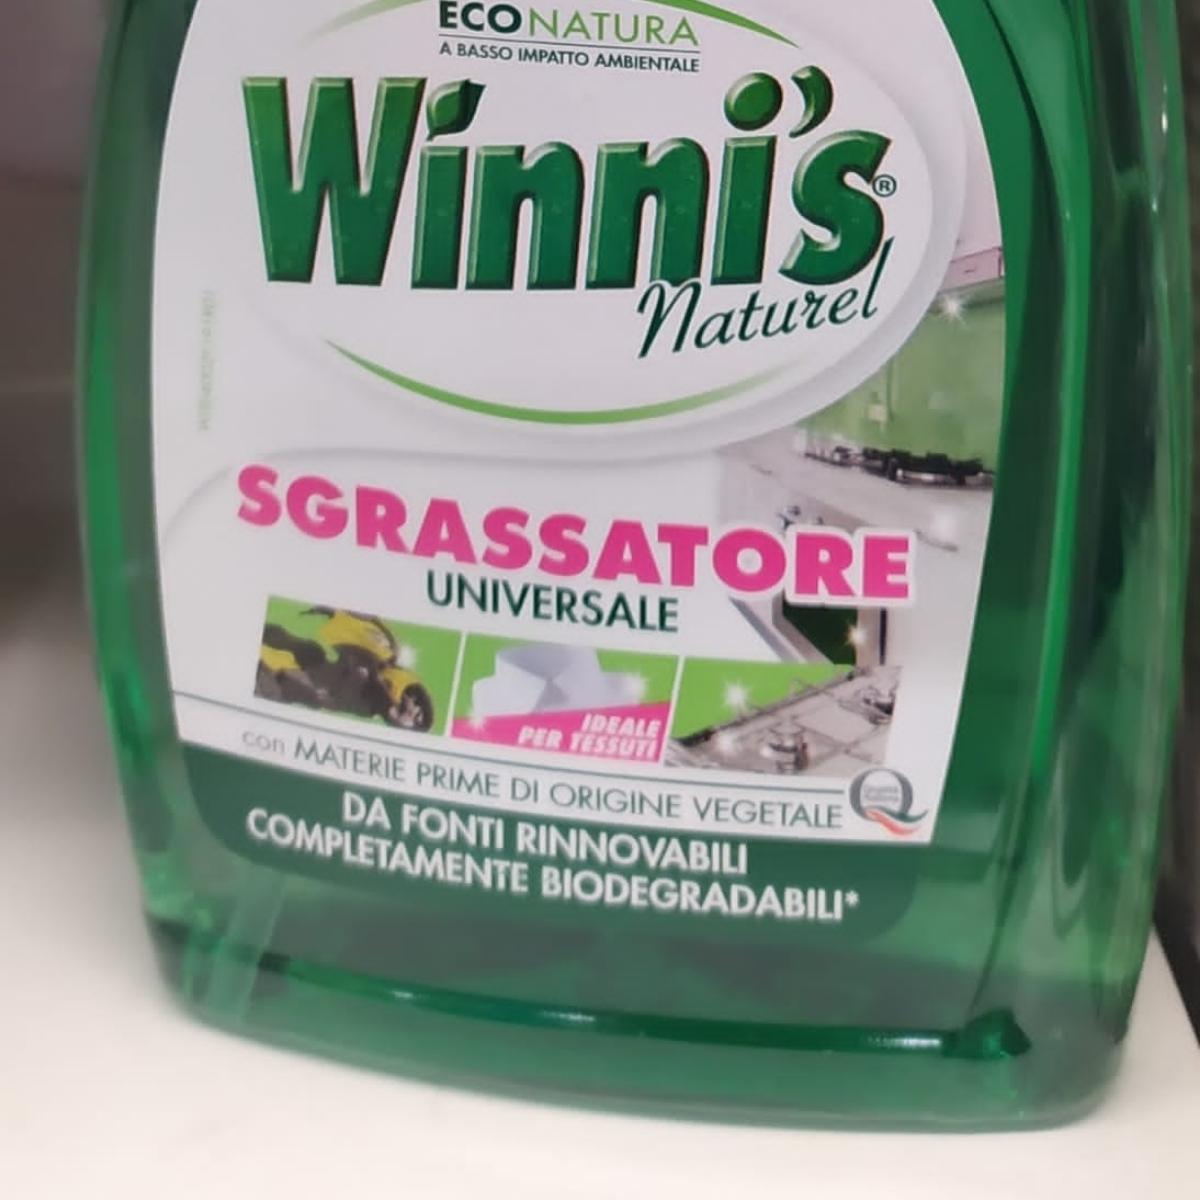 ECONATURA
A BASSO IMPATTO AMBIENTALE
Winni's®
Naturel
SGRASSATORE
UNIVERSALE
IDEALE
PER TESSUTI
con MATERIE PRIME DI ORIGINE VEGETALE
DA FONTI RINNOVABILI
COMPLETAMENTE BIODEGRADABILI*